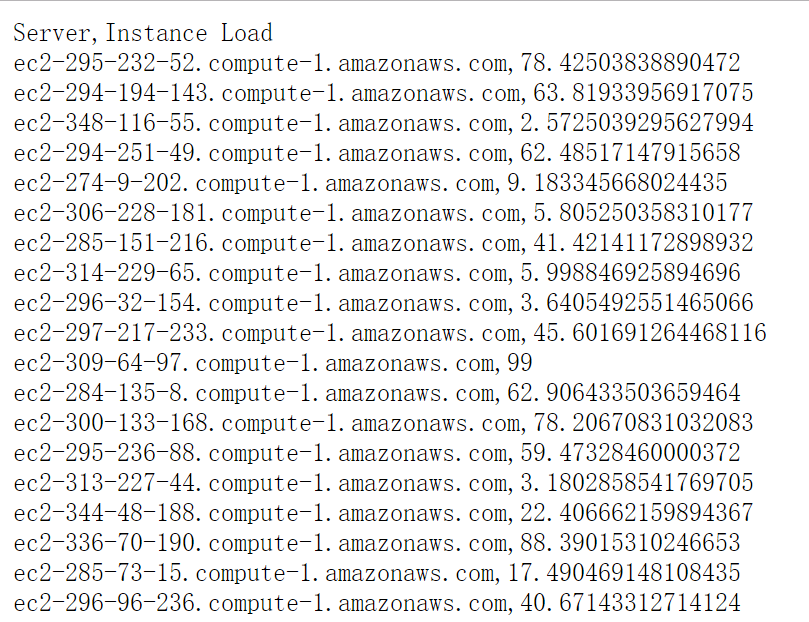 Server,Instance Load
ec2-295-232-52.compute-1.amazonaws.com,78.42503838890472
ec2-294-194-143.compute-1.amazonaws.com,63.81933956917075
ec2-348-116-55.compute-1.amazonaws.com,2.5725039295627994
ec2-294-251-49.compute-1.amazonaws.com,62.48517147915658
ec2-274-9-202.compute-1.amazonaws.com,9.183345668024435
ec2-306-228-181.compute-1.amazonaws.com,5.805250358310177
ec2-285-151-216.compute-1.amazonaws.com,41.42141172898932
ec2-314-229-65.compute-1.amazonaws.com,5.998846925894696
ec2-296-32-154.compute-1.amazonaws.com,3.6405492551465066
ec2-297-217-233.compute-1.amazonaws.com,45.601691264468116
ec2-309-64-97.compute-1.amazonaws.com,99
ec2-284-135-8.compute-1.amazonaws.com,62.906433503659464
ec2-300-133-168.compute-1.amazonaws.com,78.20670831032083
ec2-295-236-88.compute-1.amazonaws.com,59.47328460000372
ec2-313-227-44.compute-1.amazonaws.com,3.1802858541769705
ec2-344-48-188.compute-1.amazonaws.com,22.406662159894367
ec2-336-70-190.compute-1.amazonaws.com,88.39015310246653
ec2-285-73-15.compute-1.amazonaws.com,17.490469148108435
ec2-296-96-236.compute-1.amazonaws.com,40.67143312714124